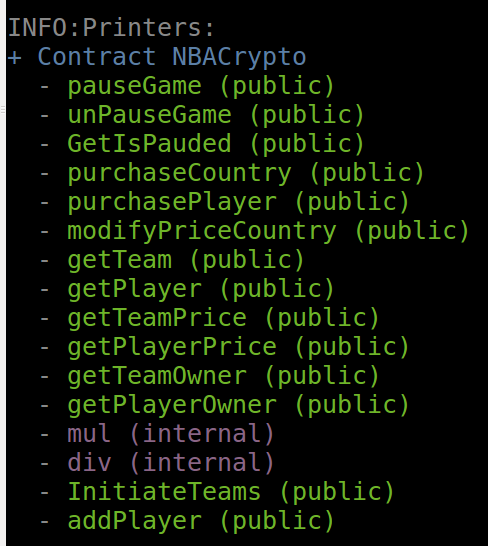 INFO:Printers:
+ Contract NBACrypto
- pauseGame (public)
- unPauseGame (public)
- GetIsPauded (public)
- purchaseCountry (public)
- purchasePlayer (public)
- modifyPriceCountry (public)
- getTeam (public)
- getPlayer (public)
- getTeamPrice (public)
- getPlayerPrice (public)
- getTeamOwner (public)
- getPlayerOwner (public)
- mul (internal)
- div (internal)
- InitiateTeams (public)
- addPlayer (public)